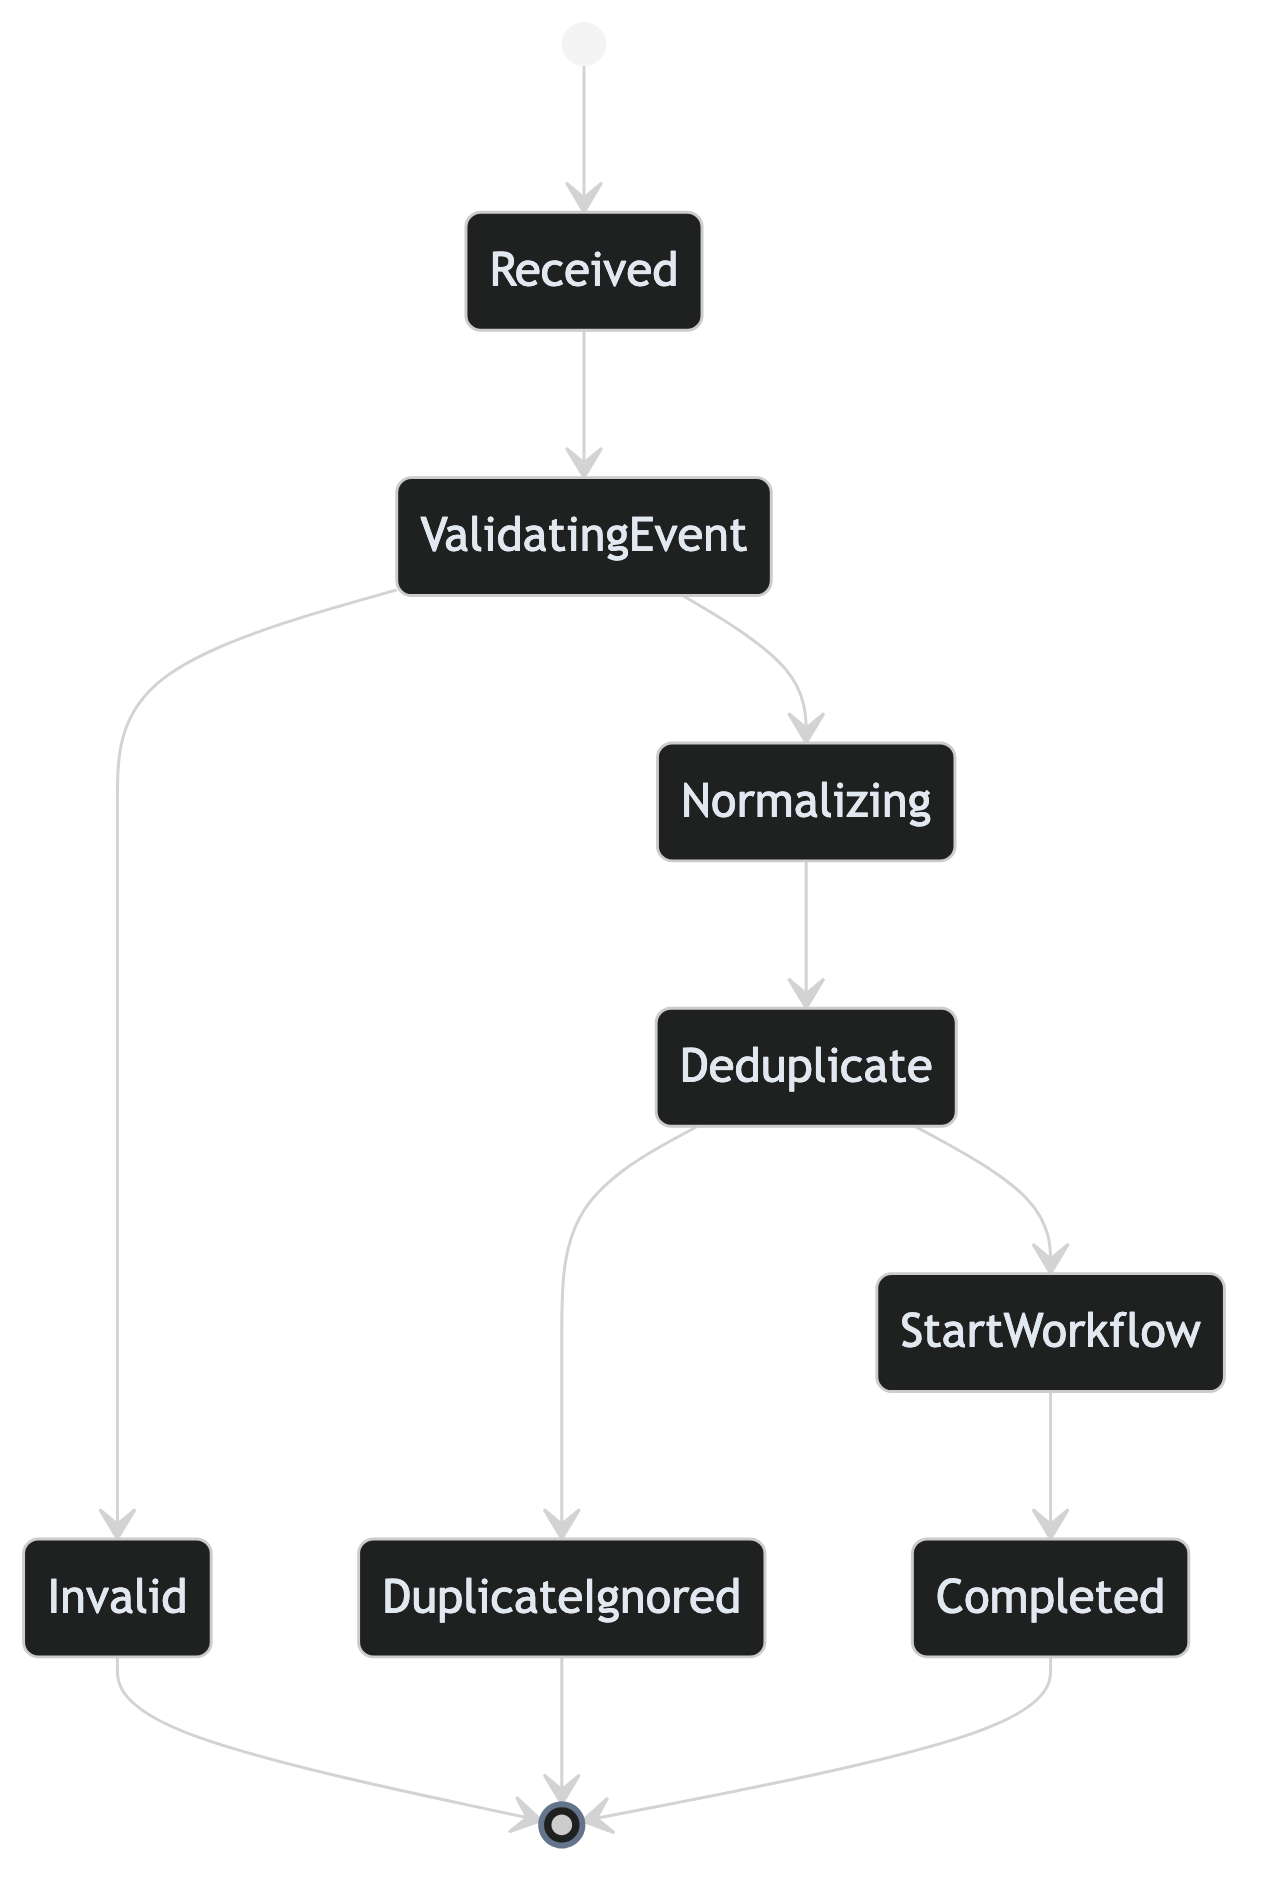 Received
ValidatingEvent
Normalizing
Deduplicate
StartWorkflow
Invalid
DuplicateIgnored
Completed